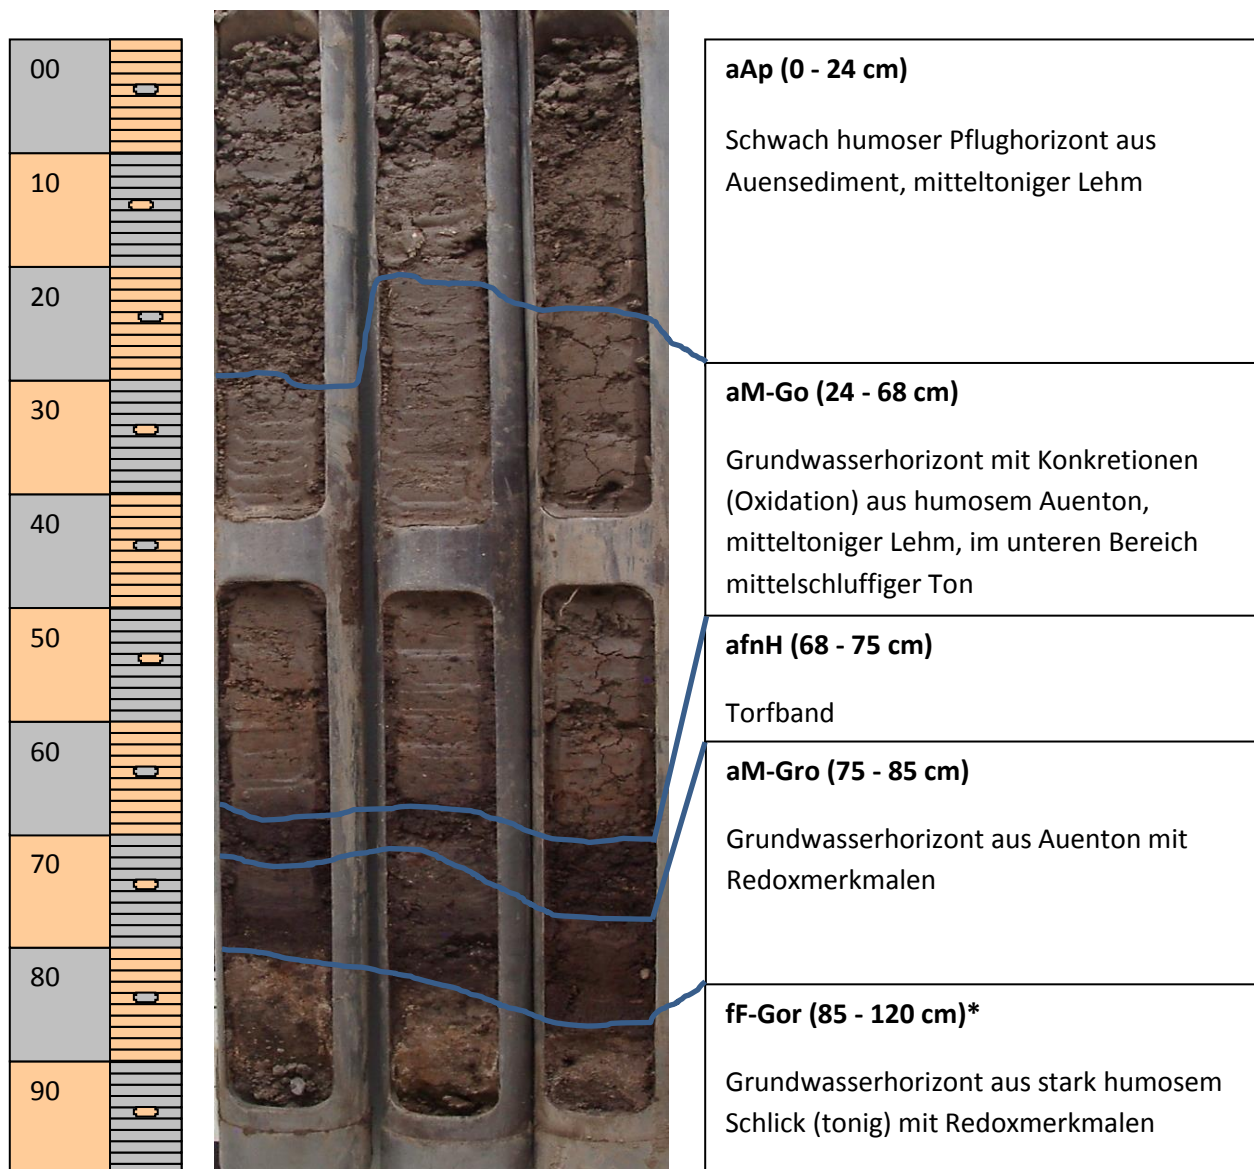 00
10
20
30
40
50
60
70
80
90
aAp (0 - 24 cm)
Schwach humoser Pflughorizont aus
Auensediment, mitteltoniger Lehm
aM-Go (24 - 68 cm)
Grundwasserhorizont mit Konkretionen
(Oxidation) aus humosem Auenton,
mitteltoniger Lehm, im unteren Bereich
mittelschluffiger Ton
afnH (68 - 75 cm)
Torfband
aM-Gro (75 - 85 cm)
Grundwasserhorizont aus Auenton mit
Redoxmerkmalen
fF-Gor (85 - 120 cm)*
Grundwasserhorizont aus stark humosem
Schlick (tonig) mit Redoxmerkmalen